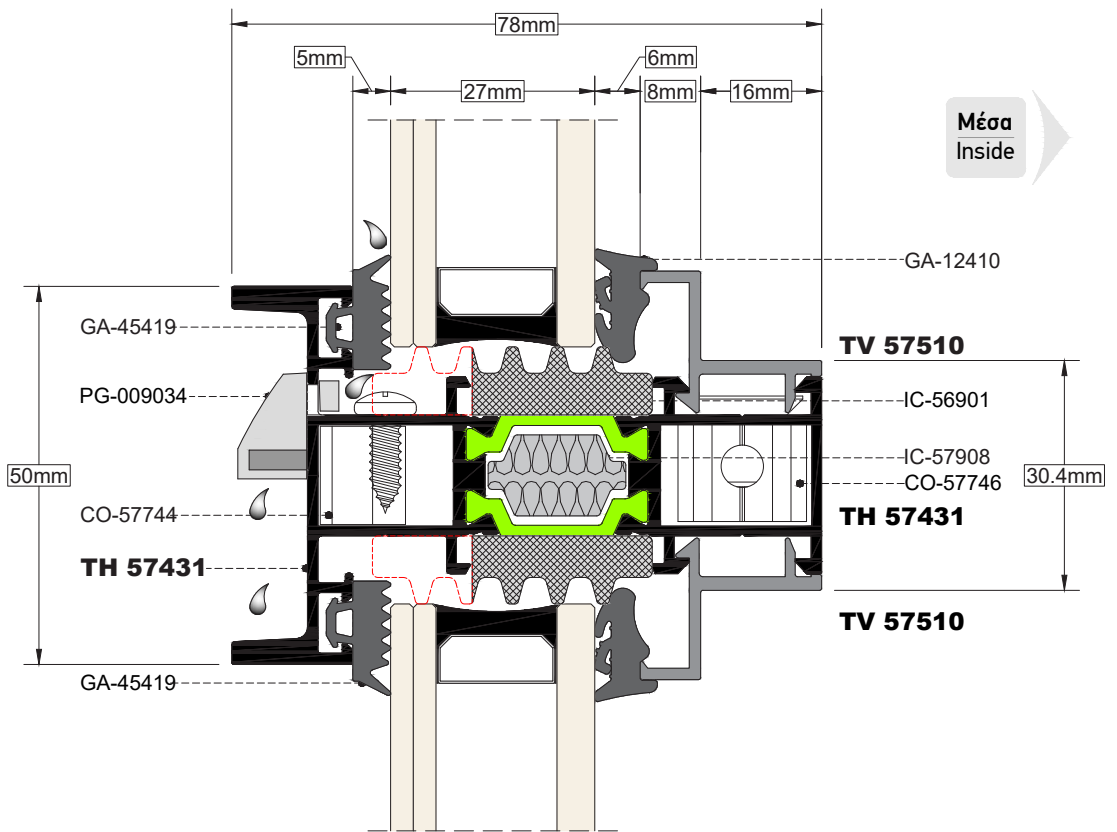 78mm
5mm
6mm
27mm
8mm
16mm
Μέσα
Inside
GA-12410
GA-45419
TV 57510
PG-009034
IC-56901
50mm
IC-57908
30.4mm
CO-57746
CO-57744
TH 57431
TH 57431
TV 57510
GA-45419